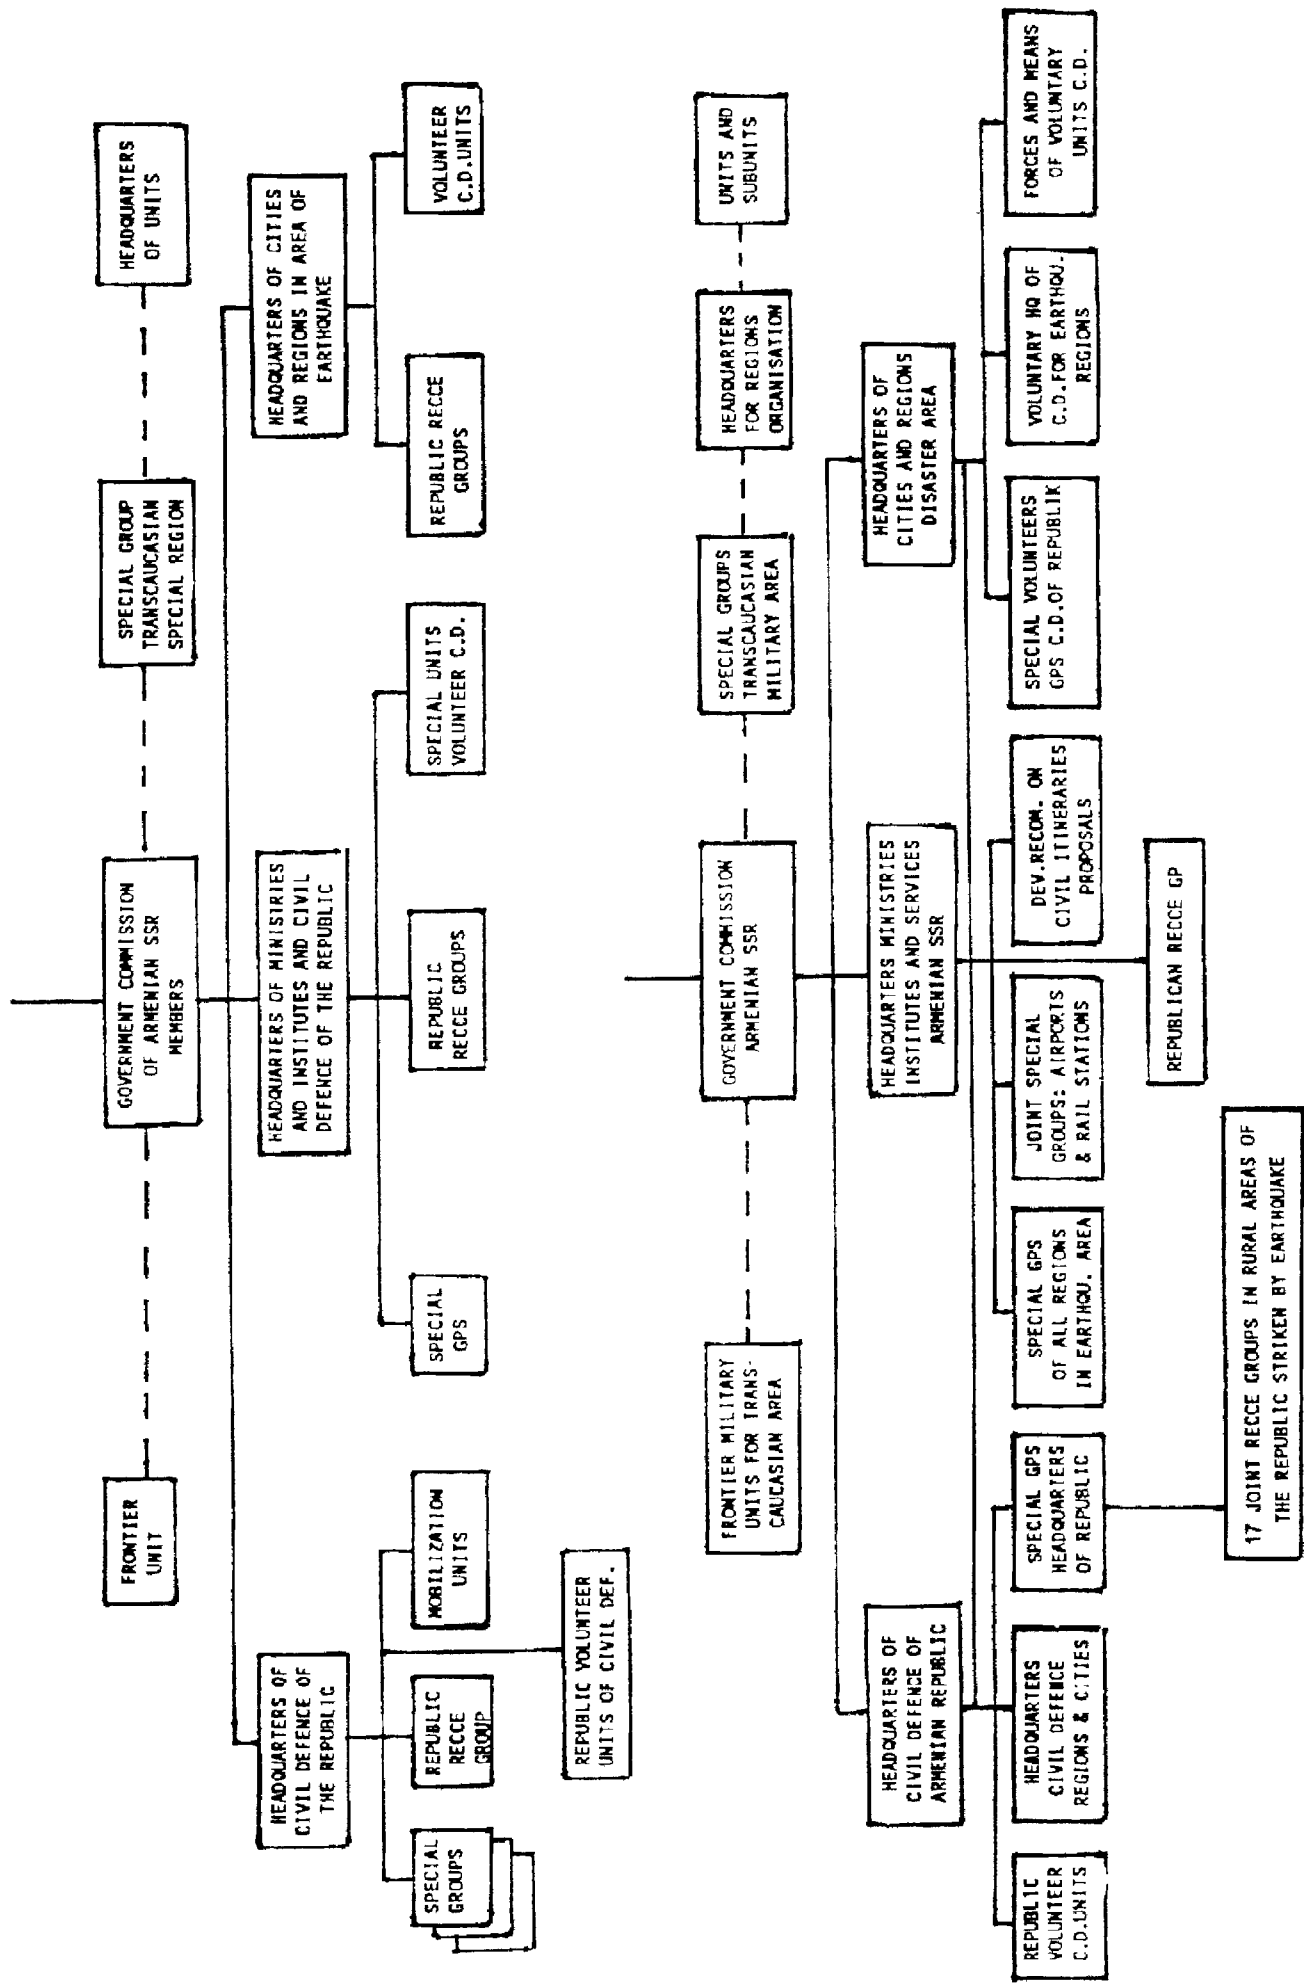 FRONTIER
UNIT
GOVERNMENT COMMISSION
OF ARMENIAN SSR
MEMBERS
SPECIAL GROUP
TRANSCAUCASIAN
SPECIAL REGION
HEADQUARTERS
OF UNITS
HEADQUARTERS OF
CIVIL DEFENCE OF
THE REPUBLIC
HEADQUARTERS OF MINISTRIES
AND INSTITUTES AND CIVIL
DEFENCE OF THE REPUBLIC
HEADQUARTERS OF CITIES
AND REGIONS IN AREA OF
EARTHQUAKE
SPECIAL
GROUPS
REPUBLIC
RECCE
GROUP
MOBILIZATION
UNITS
SPECIAL
GPS
REPUBLIC
RECCE GROUPS
SPECIAL UNITS
VOLUNTEER C.D.
REPUBLIC RECCE
GROUPS
VOLUNTEER
C.D.UNITS
REPUBLIC VOLUNTEER
UNITS OF CIVIL DEF.
FRONTIER MILITARY
UNITS FOR TRANS-
CAUCASIAN AREA
GOVERNMENT COMMISSION
ARMENIAN SSR
SPECIAL GROUPS
TRANSCAUCASIAN
MILITARY AREA
HEADQUARTERS
FOR REGIONS
ORGANISATION
UNITS AND
SUBUNITS
HEADQUARTERS OF
CIVIL DEFENCE OF
ARMENIAN REPUBLIC
HEADQUARTERS MINISTRIES
INSTITUTES AND SERVICES
ARMENIAN SSR
HEADQUARTERS OF
CITIES AND REGIONS
DISASTER AREA
REPUBLIC
VOLUNTEER
C.D.UNITS
HEADQUARTERS
CIVIL DEFENCE
REGIONS & CITIES
SPECIAL GPS
HEADQUARTERS
OF REPUBLIC
SPECIAL GPS
OF ALL REGIONS
IN EARTHQU. AREA
JOINT SPECIAL
GROUPS: AIRPORTS
& RAIL STATIONS
DEV.RECOM. ON
CIVIL ITINERARIES
PROPOSALS
SPECIAL VOLUNTEERS
GPS C.D.OF REPUBLIK
VOLUNTARY HQ OF
C.D.FOR EARTHQU.
REGIONS
FORCES AND MEANS
OF VOLUNTARY
UNITS C.D.
REPUBLICAN RECCE GP
17 JOINT RECCE GROUPS IN RURAL AREAS OF
THE REPUBLIC STRIKEN BY EARTHQUAKE